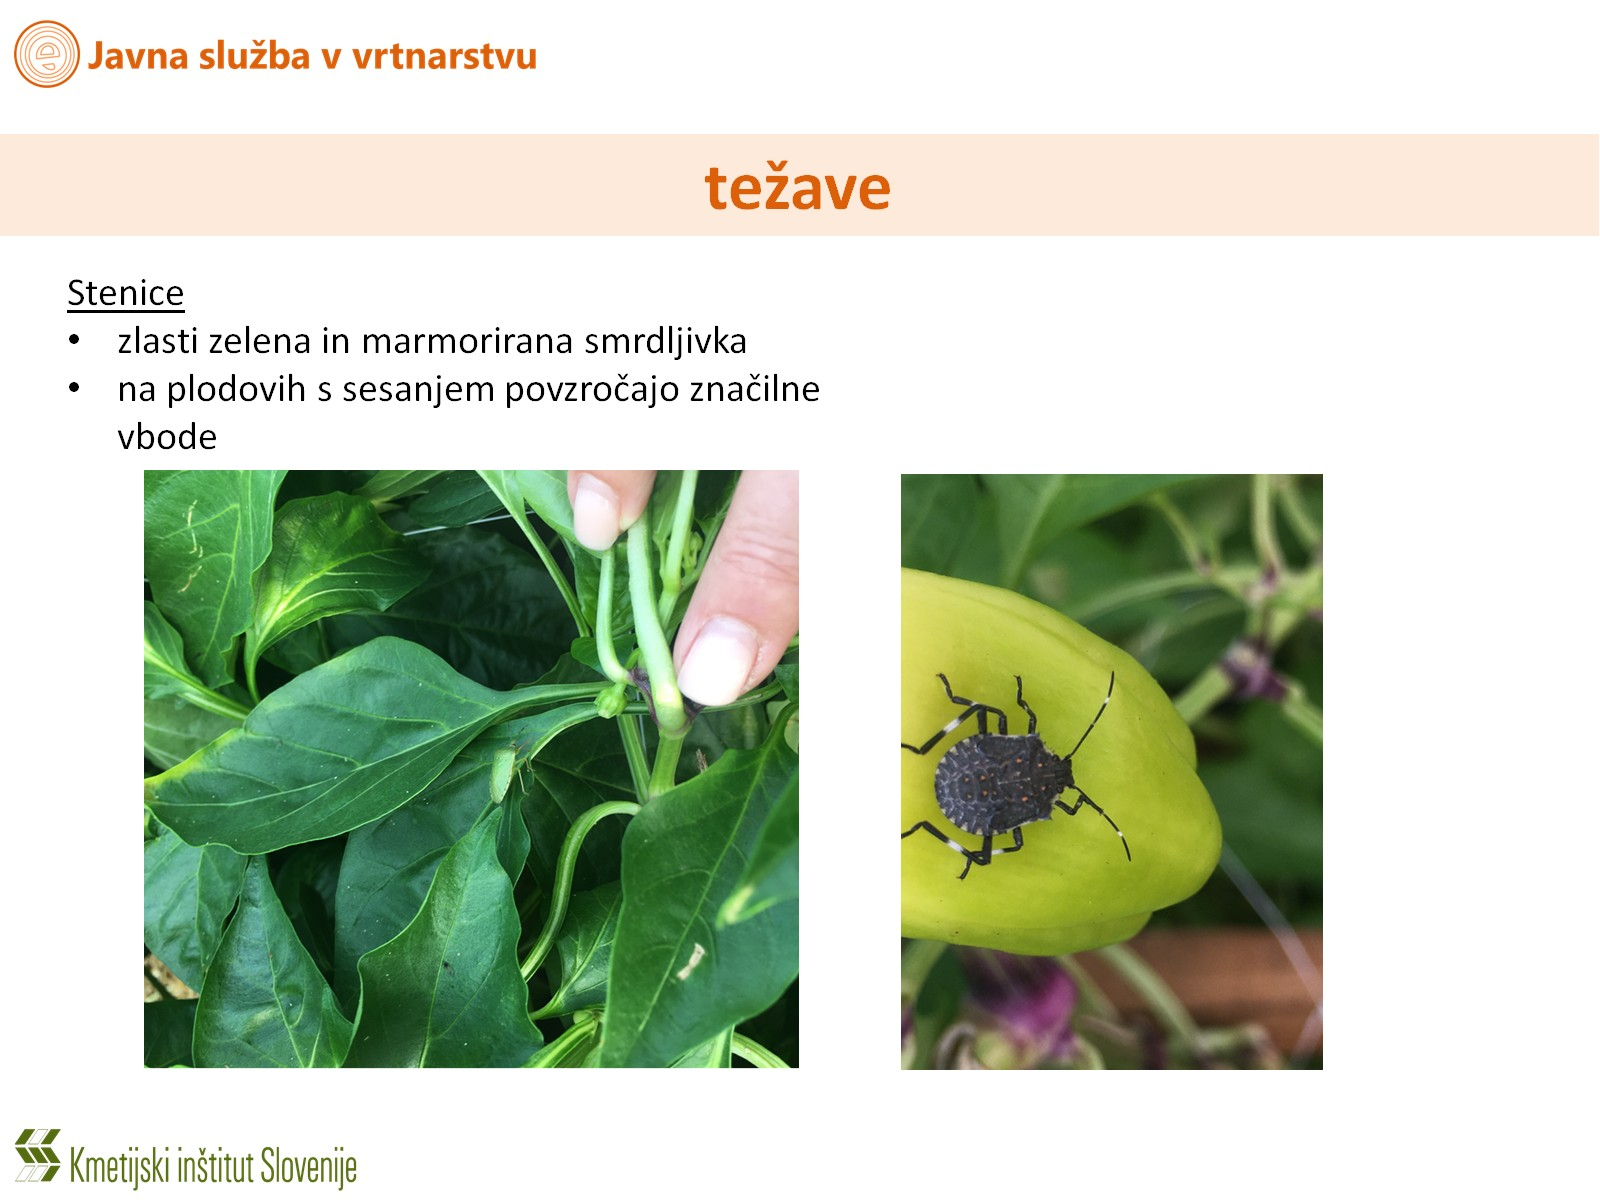 e Javna služba v vrtnarstvu
težave
Stenice
• zlasti zelena in marmorirana smrdljivka
• na plodovih s sesanjem povzročajo značilne
vbode
Kmetijski inštitut Slovenije